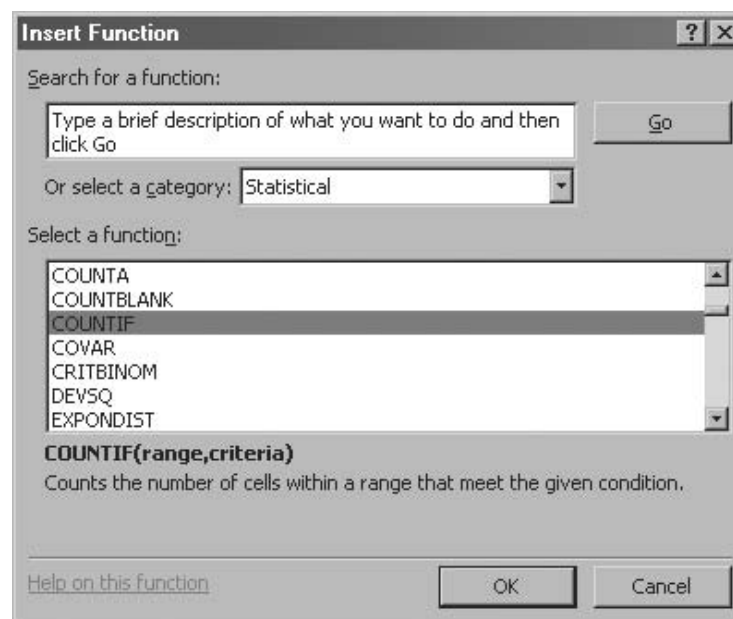 Insert Function
Search for a function:
Type a brief description of what you want to do and then
click Go
Go
Or select a category: Statistical
Select a function:
COUNTA
COUNTBLANK
COUNTIF
COVAR
CRITBINOM
DEVSQ
EXPONDIST
COUNTIF(range,criteria)
Counts the number of cells within a range that meet the given condition.
Help on this function
OK
Cancel